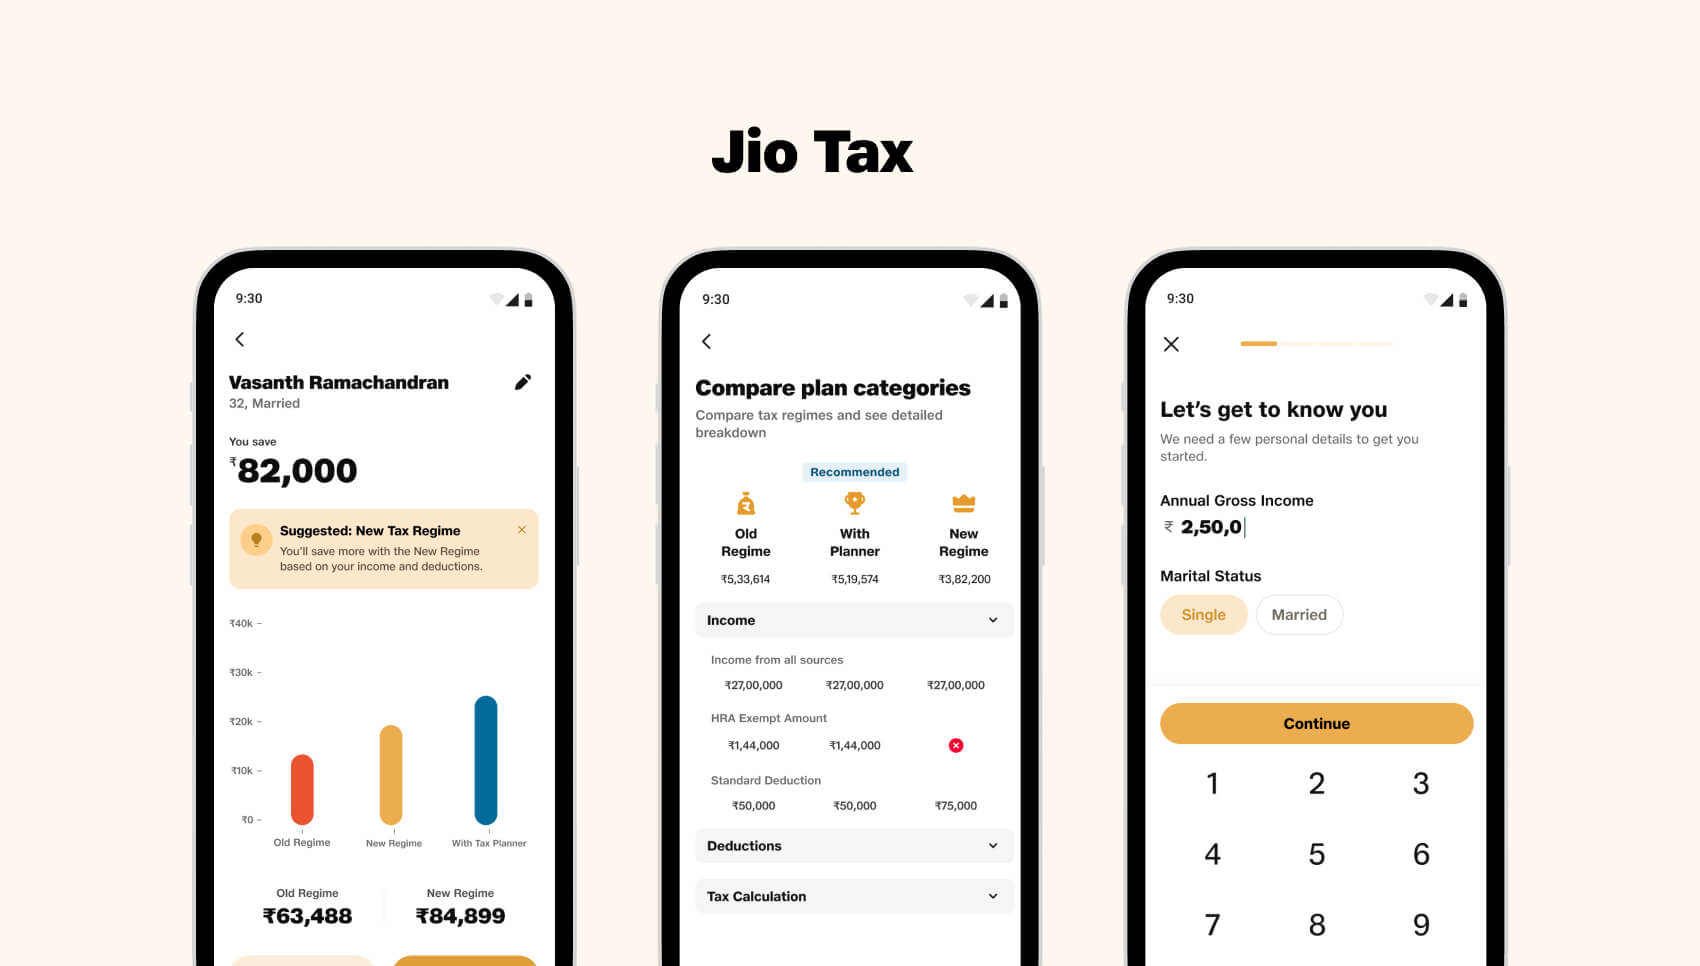 Jio Tax
9:30
Vasanth Ramachandran
32, Married
You save
₹82,000
Suggested: New Tax Regime
You'll save more with the New Regime
based on your income and deductions.
₹40k
₹30k
₹20k
₹10k
₹0
Old Regime New Regime With Tax Planner
Old Regime New Regime
₹63,488 ₹84,899
9:30
Compare plan categories
Compare tax regimes and see detailed
breakdown
Recommended
Old With New
Regime Planner Regime
₹5,33,614 ₹5,19,574 ₹3,82,200
Income
Income from all sources
₹27,00,000 ₹27,00,000 ₹27,00,000
HRA Exempt Amount
₹1,44,000 ₹1,44,000
Standard Deduction
₹50,000 ₹50,000 ₹75,000
Deductions
Tax Calculation
9:30
Let's get to know you
We need a few personal details to get you
started.
Annual Gross Income
₹ 2,50,0
Marital Status
Single Married
Continue
1 2 3
4 5 6
7 8 9